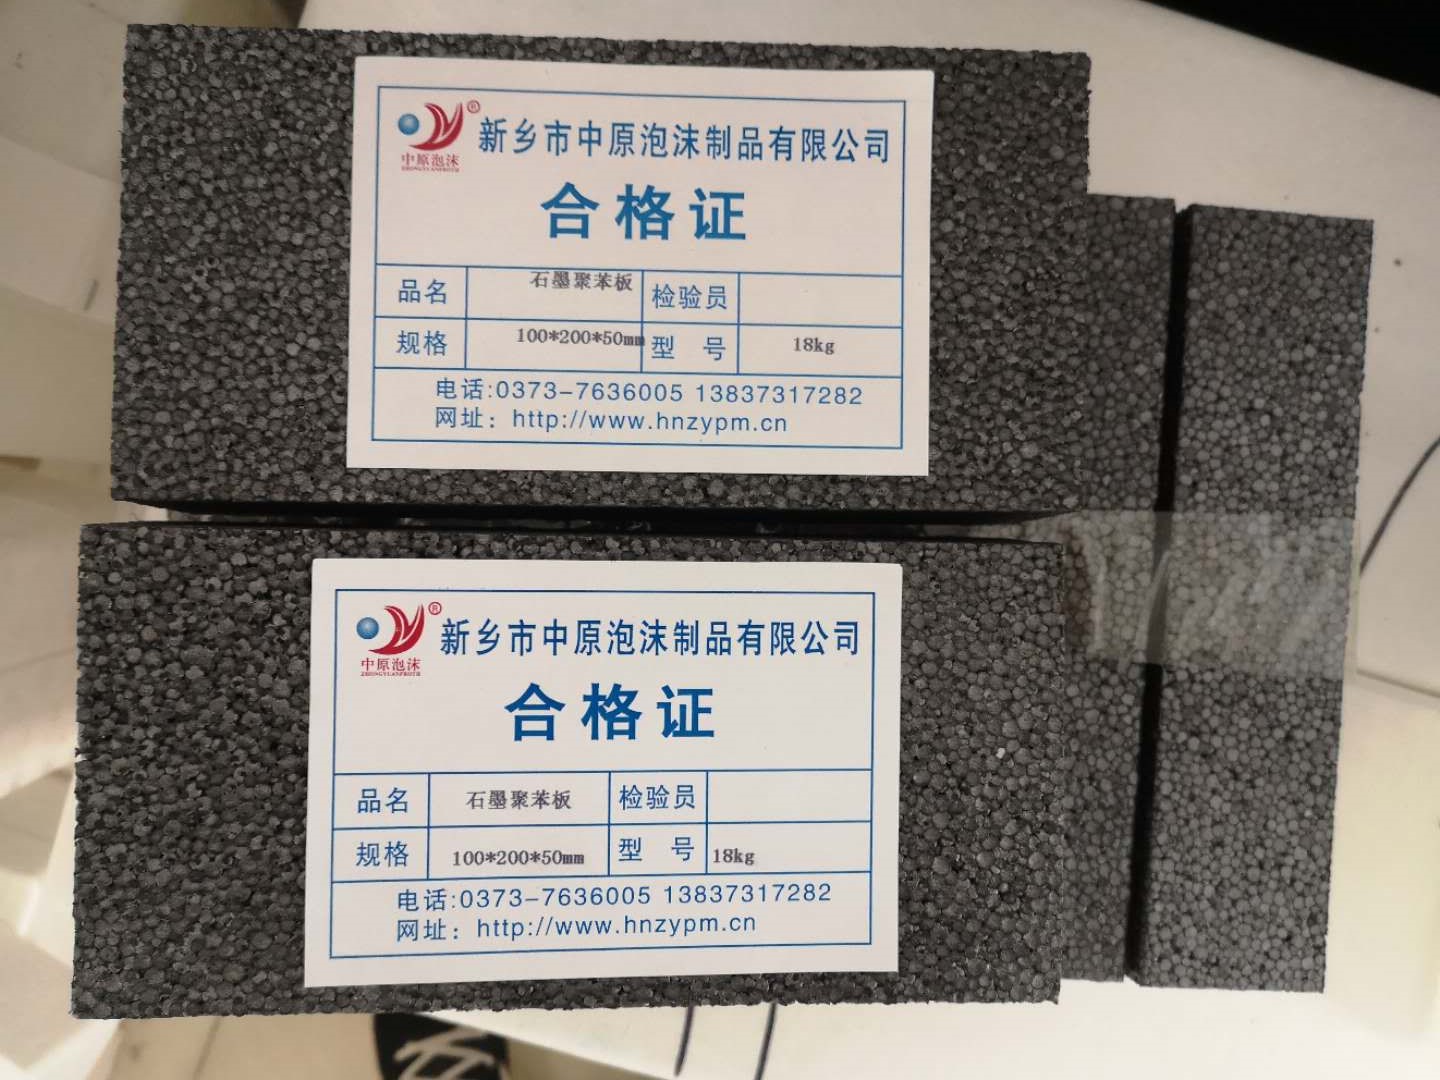 新乡市中原泡沫制品有限公司
®
中原泡沫
ZHONGYUANFROTH
合格证
品名 石墨聚苯板 检验员
规格 100*200*50mm 型 号 18kg
电话:0373-7636005 13837317282
网址：http://www.hnzypm.cn
新乡市中原泡沫制品有限公司
®
中原泡沫
ZHONGYUANFROTH
合格证
品名 石墨聚苯板 检验员
规格 100*200*50mm 型 号 18kg
电话:0373-7636005 13837317282
网址：http://www.hnzypm.cn